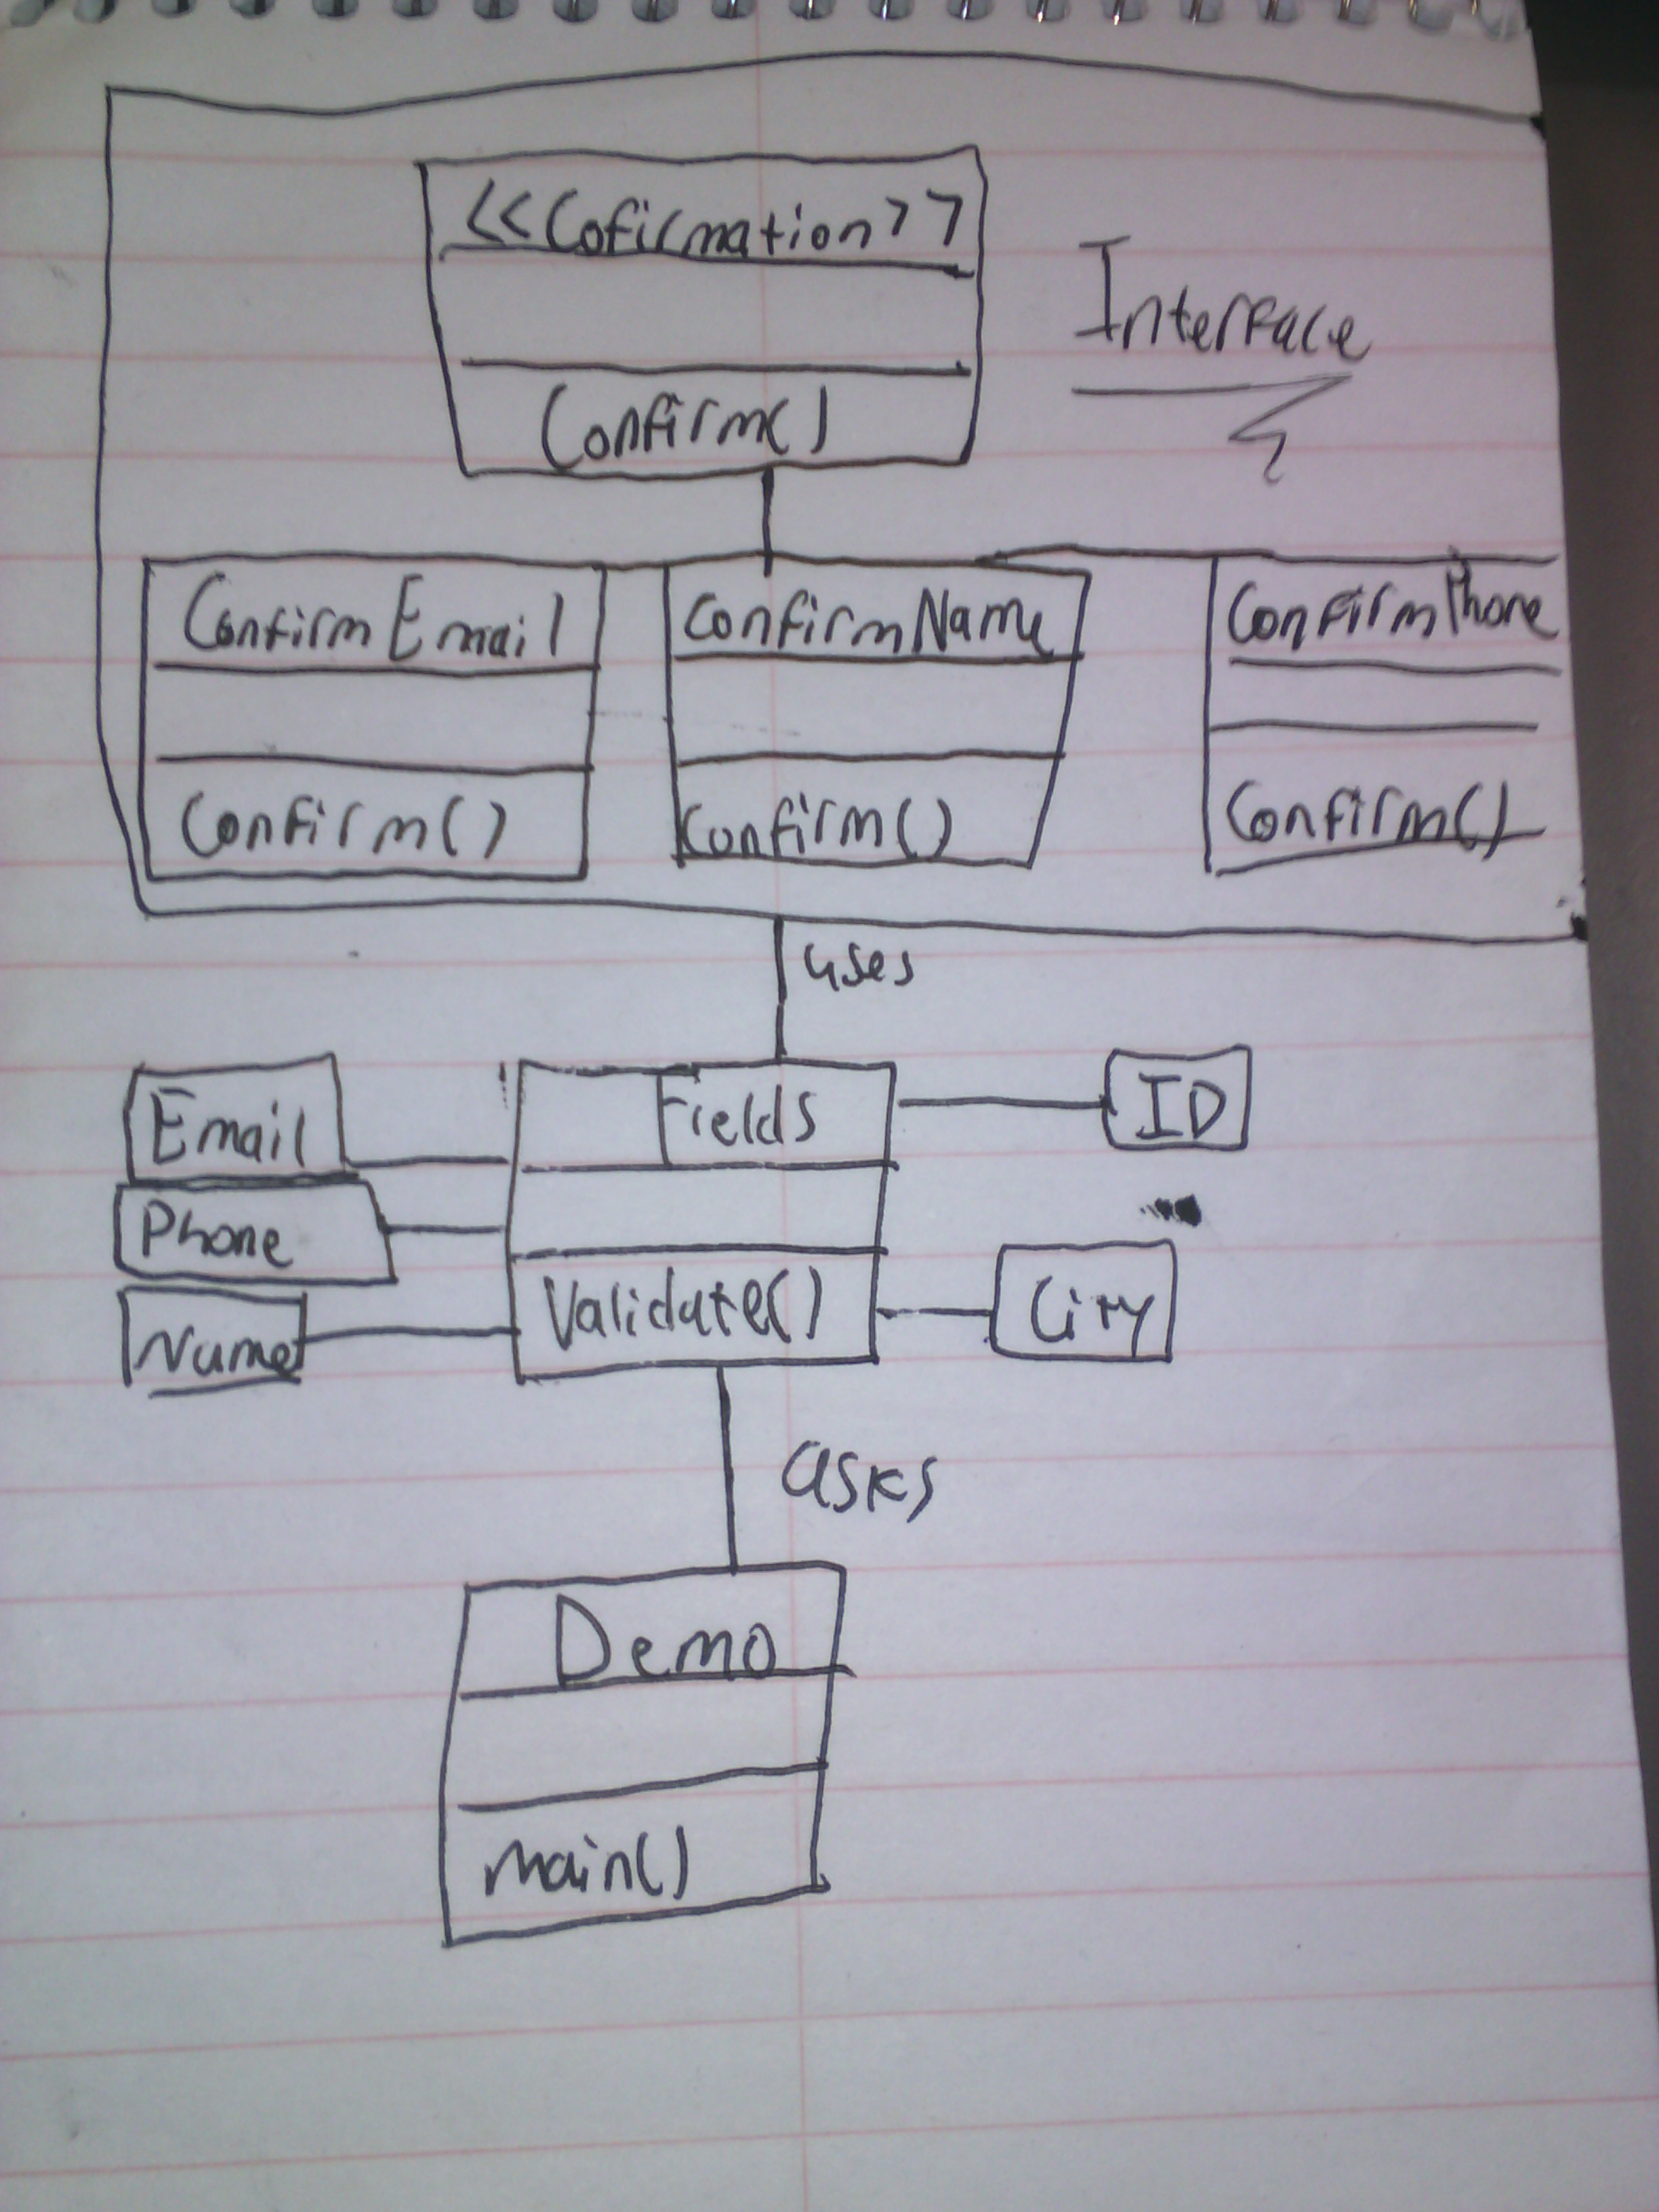 <<Cofirmation>>
Interface
Confirm()
ConfirmEmail
ConfirmName
ConfirmPhone
Confirm()
Confirm()
Confirm()
uses
Email
Fields
ID
Phone
Name
Validate()
City
asks
Demo
main()